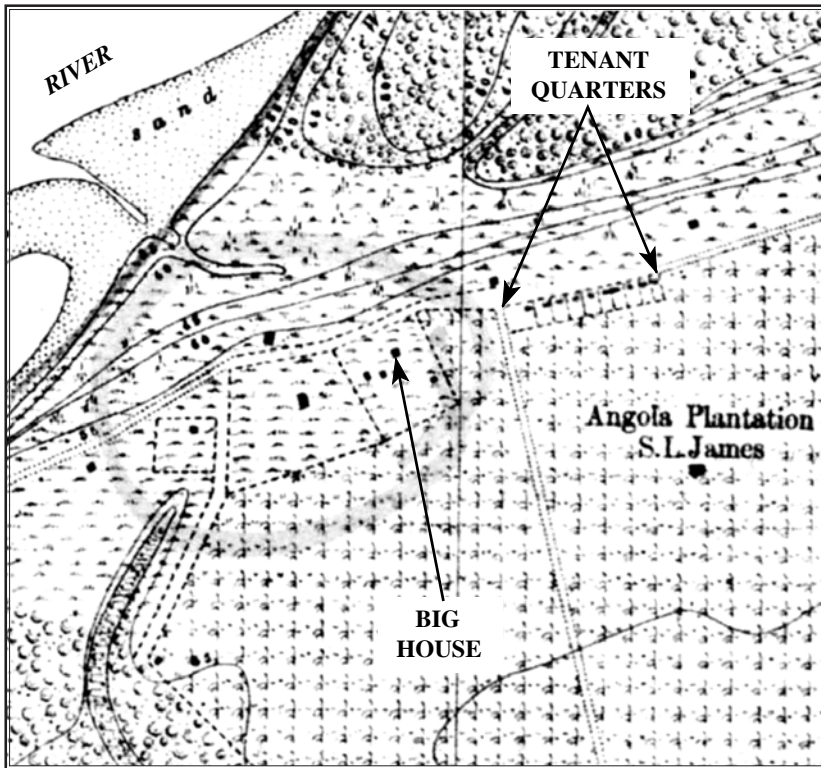 RIVER
sand
TENANT
QUARTERS
Angola Plantation
S.L.James
BIG
HOUSE